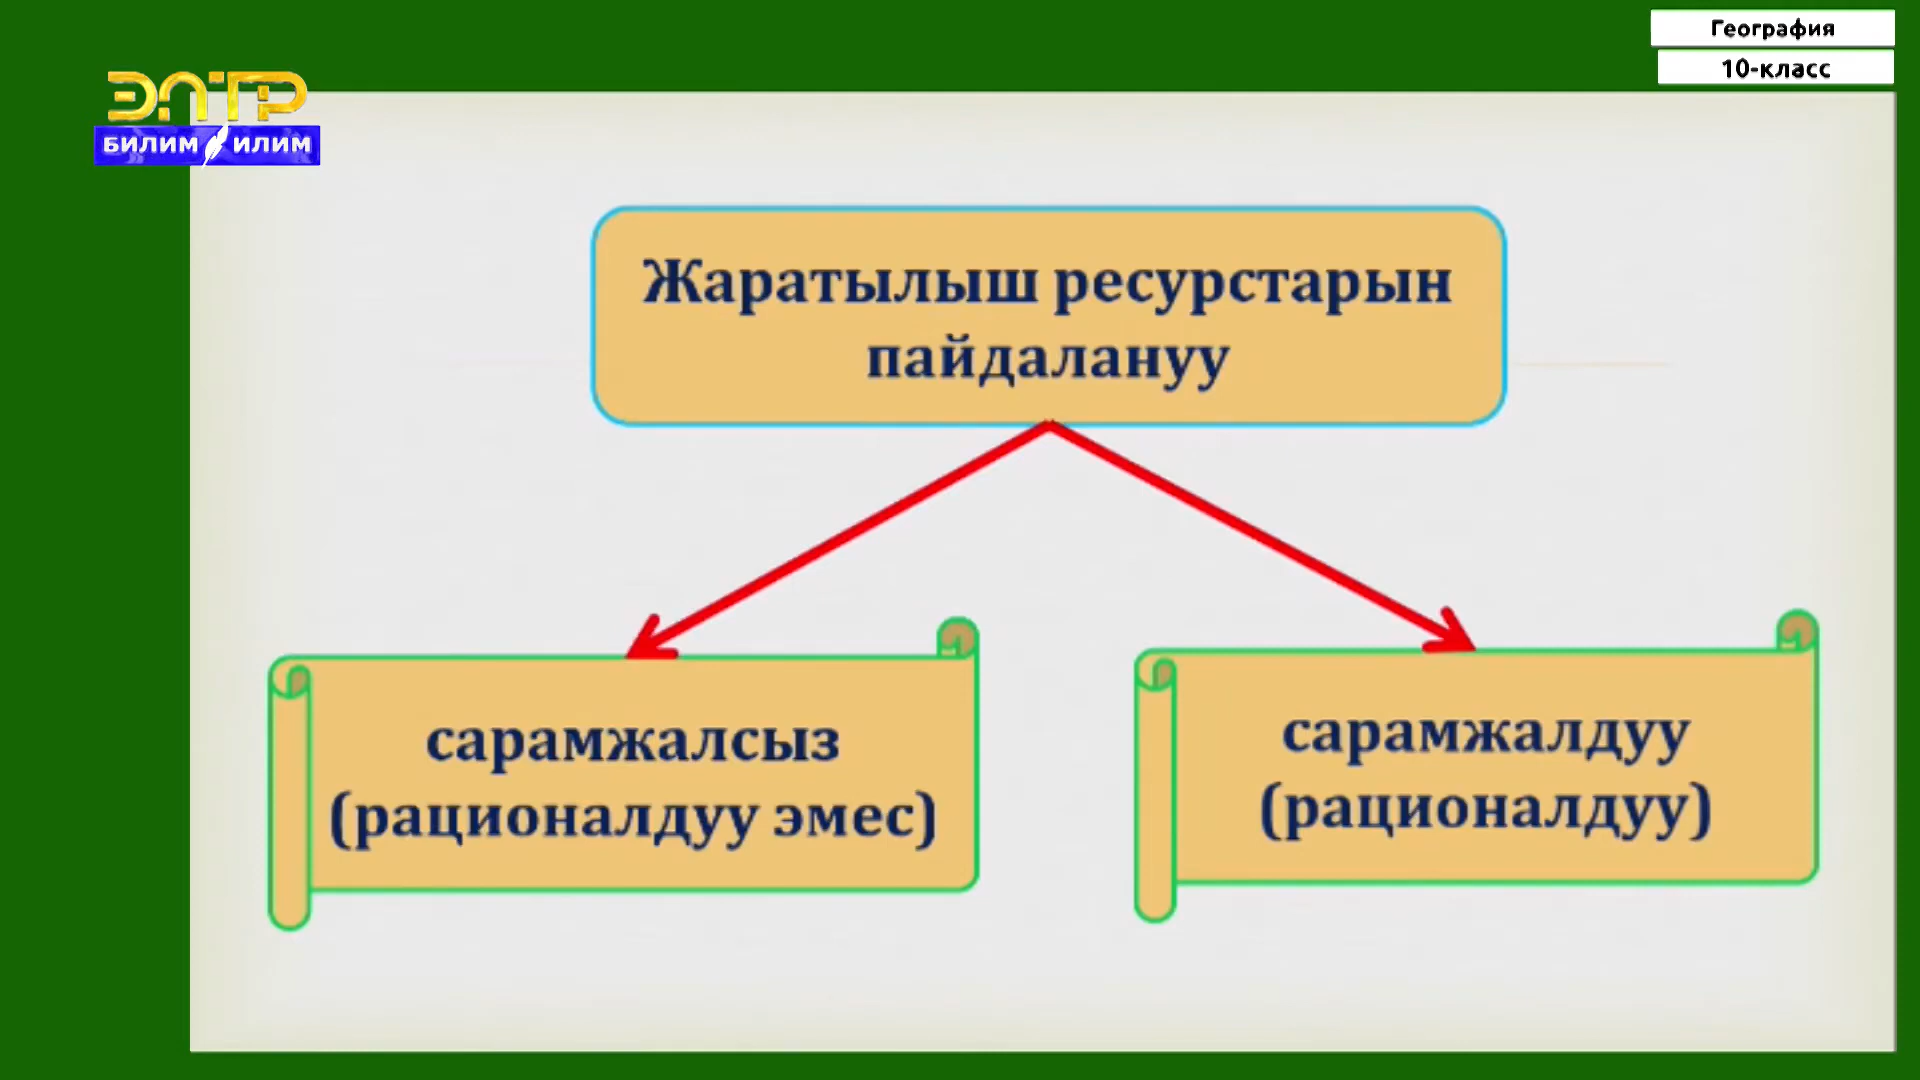 География
10-класс
ЭЛТР
БИЛИМ ИЛИМ
Жаратылыш ресурстарын
пайдалануу
сарамжалсыз
(рационалдуу эмес)
сарамжалдуу
(рационалдуу)